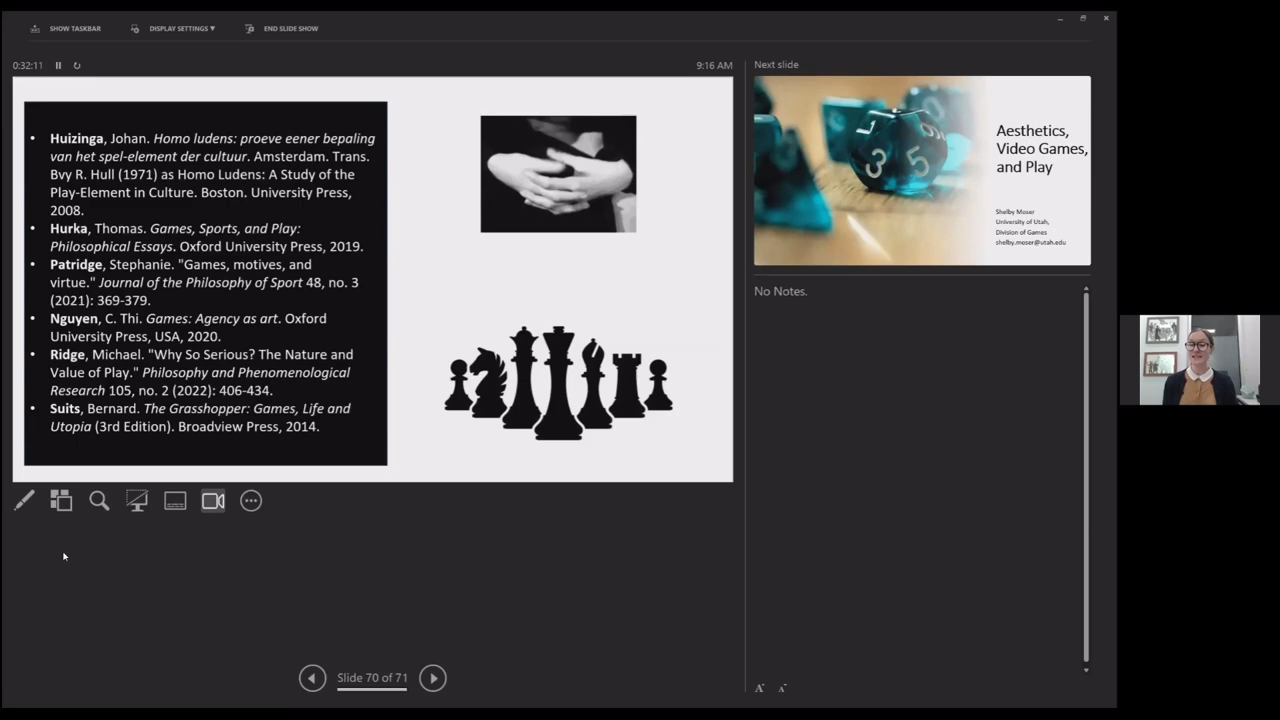 SHOW TASKBAR
DISPLAY SETTINGS ▼
END SLIDE SHOW
0:32:11
9:16 AM
• Huizinga, Johan. Homo ludens: proeve eener bepaling
van het spel-element der cultuur. Amsterdam. Trans.
Bvy R. Hull (1971) as Homo Ludens: A Study of the
Play-Element in Culture. Boston. University Press,
2008.
• Hurka, Thomas. Games, Sports, and Play:
Philosophical Essays. Oxford University Press, 2019.
• Patridge, Stephanie. "Games, motives, and
virtue." Journal of the Philosophy of Sport 48, no. 3
(2021): 369-379.
• Nguyen, C. Thi. Games: Agency as art. Oxford
University Press, USA, 2020.
• Ridge, Michael. "Why So Serious? The Nature and
Value of Play." Philosophy and Phenomenological
Research 105, no. 2 (2022): 406-434.
• Suits, Bernard. The Grasshopper: Games, Life and
Utopia (3rd Edition). Broadview Press, 2014.
Slide 70 of 71
Next slide
3
5
Aesthetics,
Video Games,
and Play
Shelby Moser
University of Utah,
Division of Games
shelby.moser@utah.edu
No Notes.
A
A